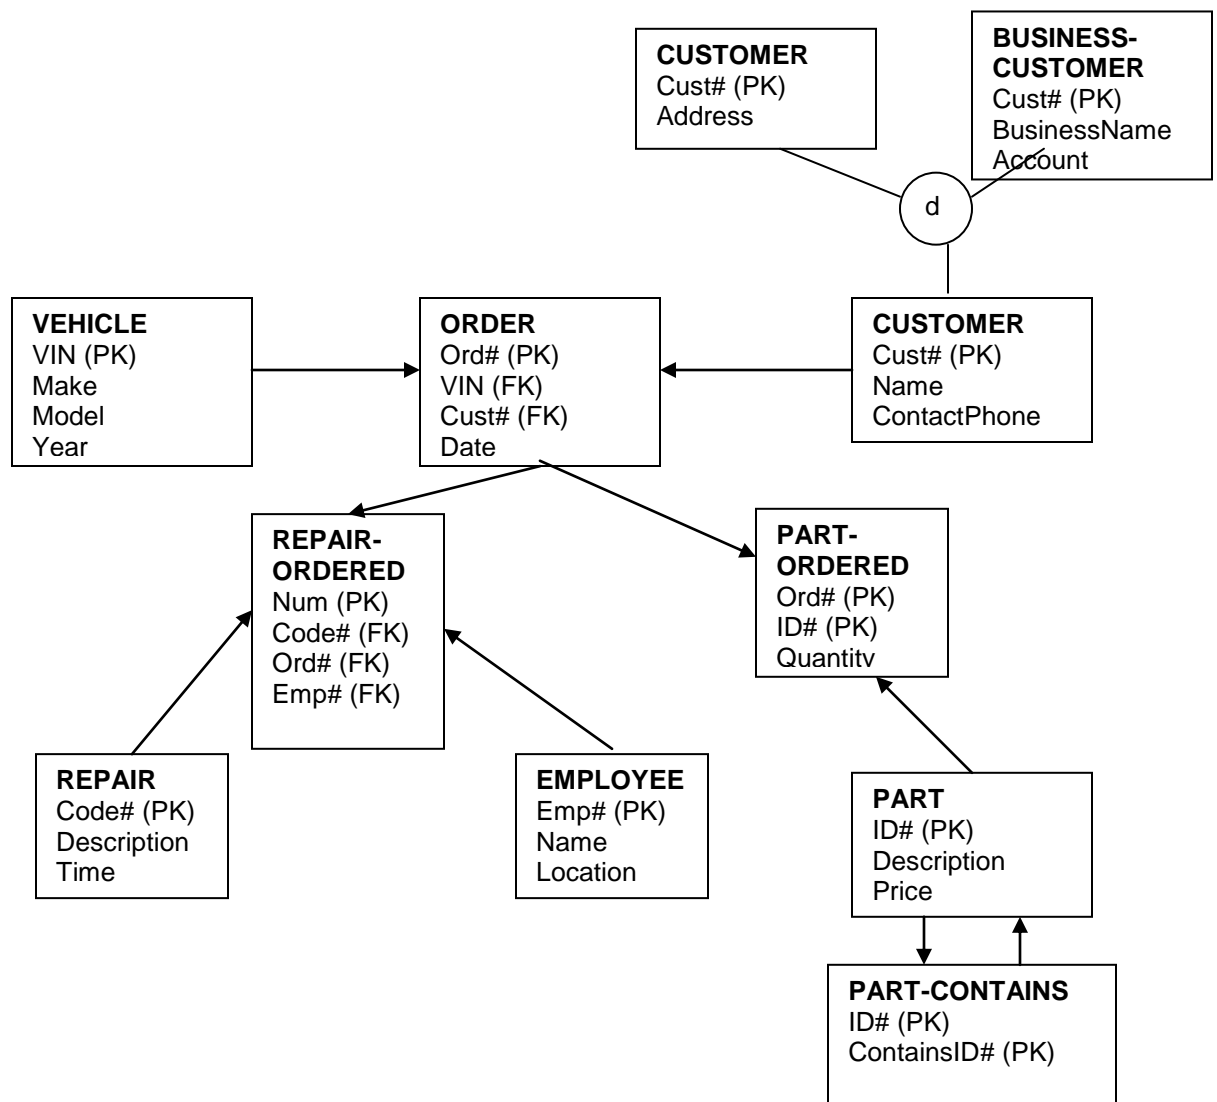 CUSTOMER
Cust# (PK)
Address
BUSINESS-
CUSTOMER
Cust# (PK)
BusinessName
Account
d
VEHICLE
VIN (PK)
Make
Model
Year
ORDER
Ord# (PK)
VIN (FK)
Cust# (FK)
Date
CUSTOMER
Cust# (PK)
Name
ContactPhone
REPAIR-
ORDERED
Num (PK)
Code# (FK)
Ord# (FK)
Emp# (FK)
PART-
ORDERED
Ord# (PK)
ID# (PK)
Quantity
REPAIR
Code# (PK)
Description
Time
EMPLOYEE
Emp# (PK)
Name
Location
PART
ID# (PK)
Description
Price
PART-CONTAINS
ID# (PK)
ContainsID# (PK)